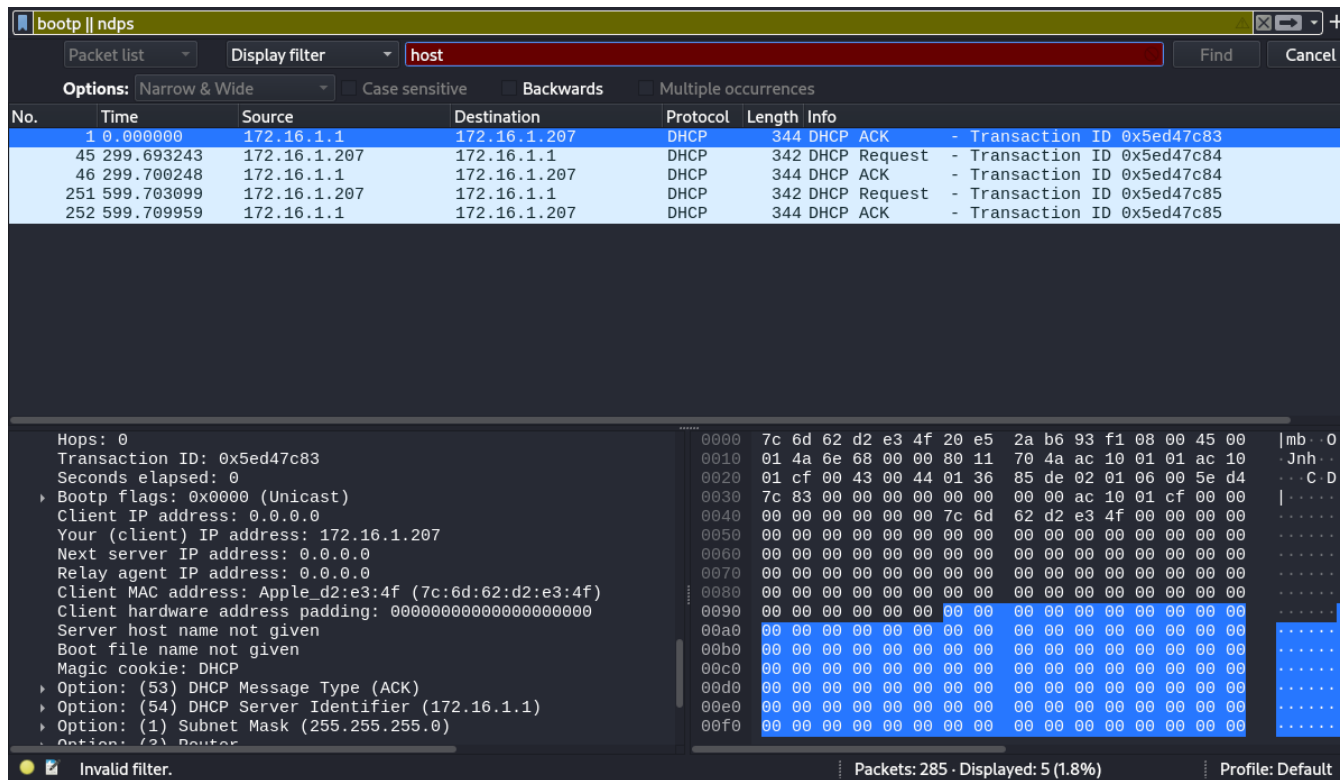 bootp || ndps
Packet list Display filter host Find Cancel
Options: Narrow & Wide Case sensitive Backwards Multiple occurrences
No. Time Source Destination Protocol Length Info
1 0.000000 172.16.1.1 172.16.1.207 DHCP 344 DHCP ACK - Transaction ID 0x5ed47c83
45 299.693243 172.16.1.207 172.16.1.1 DHCP 342 DHCP Request - Transaction ID 0x5ed47c84
46 299.700248 172.16.1.1 172.16.1.207 DHCP 344 DHCP ACK - Transaction ID 0x5ed47c84
251 599.703099 172.16.1.207 172.16.1.1 DHCP 342 DHCP Request - Transaction ID 0x5ed47c85
252 599.709959 172.16.1.1 172.16.1.207 DHCP 344 DHCP ACK - Transaction ID 0x5ed47c85
Hops: 0
Transaction ID: 0x5ed47c83
Seconds elapsed: 0
Bootp flags: 0x0000 (Unicast)
Client IP address: 0.0.0.0
Your (client) IP address: 172.16.1.207
Next server IP address: 0.0.0.0
Relay agent IP address: 0.0.0.0
Client MAC address: Apple_d2:e3:4f (7c:6d:62:d2:e3:4f)
Client hardware address padding: 00000000000000000000
Server host name not given
Boot file name not given
Magic cookie: DHCP
Option: (53) DHCP Message Type (ACK)
Option: (54) DHCP Server Identifier (172.16.1.1)
Option: (1) Subnet Mask (255.255.255.0)
Option: (3) Router
0000 7c 6d 62 d2 e3 4f 20 e5 2a b6 93 f1 08 00 45 00 |mb··O
0010 01 4a 6e 68 00 00 80 11 70 4a ac 10 01 01 ac 10 ·Jnh··
0020 01 cf 00 43 00 44 01 36 85 de 02 01 06 00 5e d4 ···C·D
0030 7c 83 00 00 00 00 00 00 00 00 ac 10 01 cf 00 00 |·····
0040 00 00 00 00 00 00 7c 6d 62 d2 e3 4f 00 00 00 00 ······
0050 00 00 00 00 00 00 00 00 00 00 00 00 00 00 00 00 ······
0060 00 00 00 00 00 00 00 00 00 00 00 00 00 00 00 00 ······
0070 00 00 00 00 00 00 00 00 00 00 00 00 00 00 00 00 ······
0080 00 00 00 00 00 00 00 00 00 00 00 00 00 00 00 00 ······
0090 00 00 00 00 00 00 00 00 00 00 00 00 00 00 00 00 ······
00a0 00 00 00 00 00 00 00 00 00 00 00 00 00 00 00 00 ······
00b0 00 00 00 00 00 00 00 00 00 00 00 00 00 00 00 00 ······
00c0 00 00 00 00 00 00 00 00 00 00 00 00 00 00 00 00 ······
00d0 00 00 00 00 00 00 00 00 00 00 00 00 00 00 00 00 ······
00e0 00 00 00 00 00 00 00 00 00 00 00 00 00 00 00 00 ······
00f0 00 00 00 00 00 00 00 00 00 00 00 00 00 00 00 00 ······
Invalid filter. Packets: 285 · Displayed: 5 (1.8%) Profile: Default